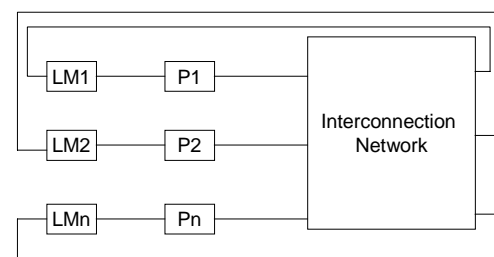 LM1
P1
Interconnection
Network
LM2
P2
LMn
Pn